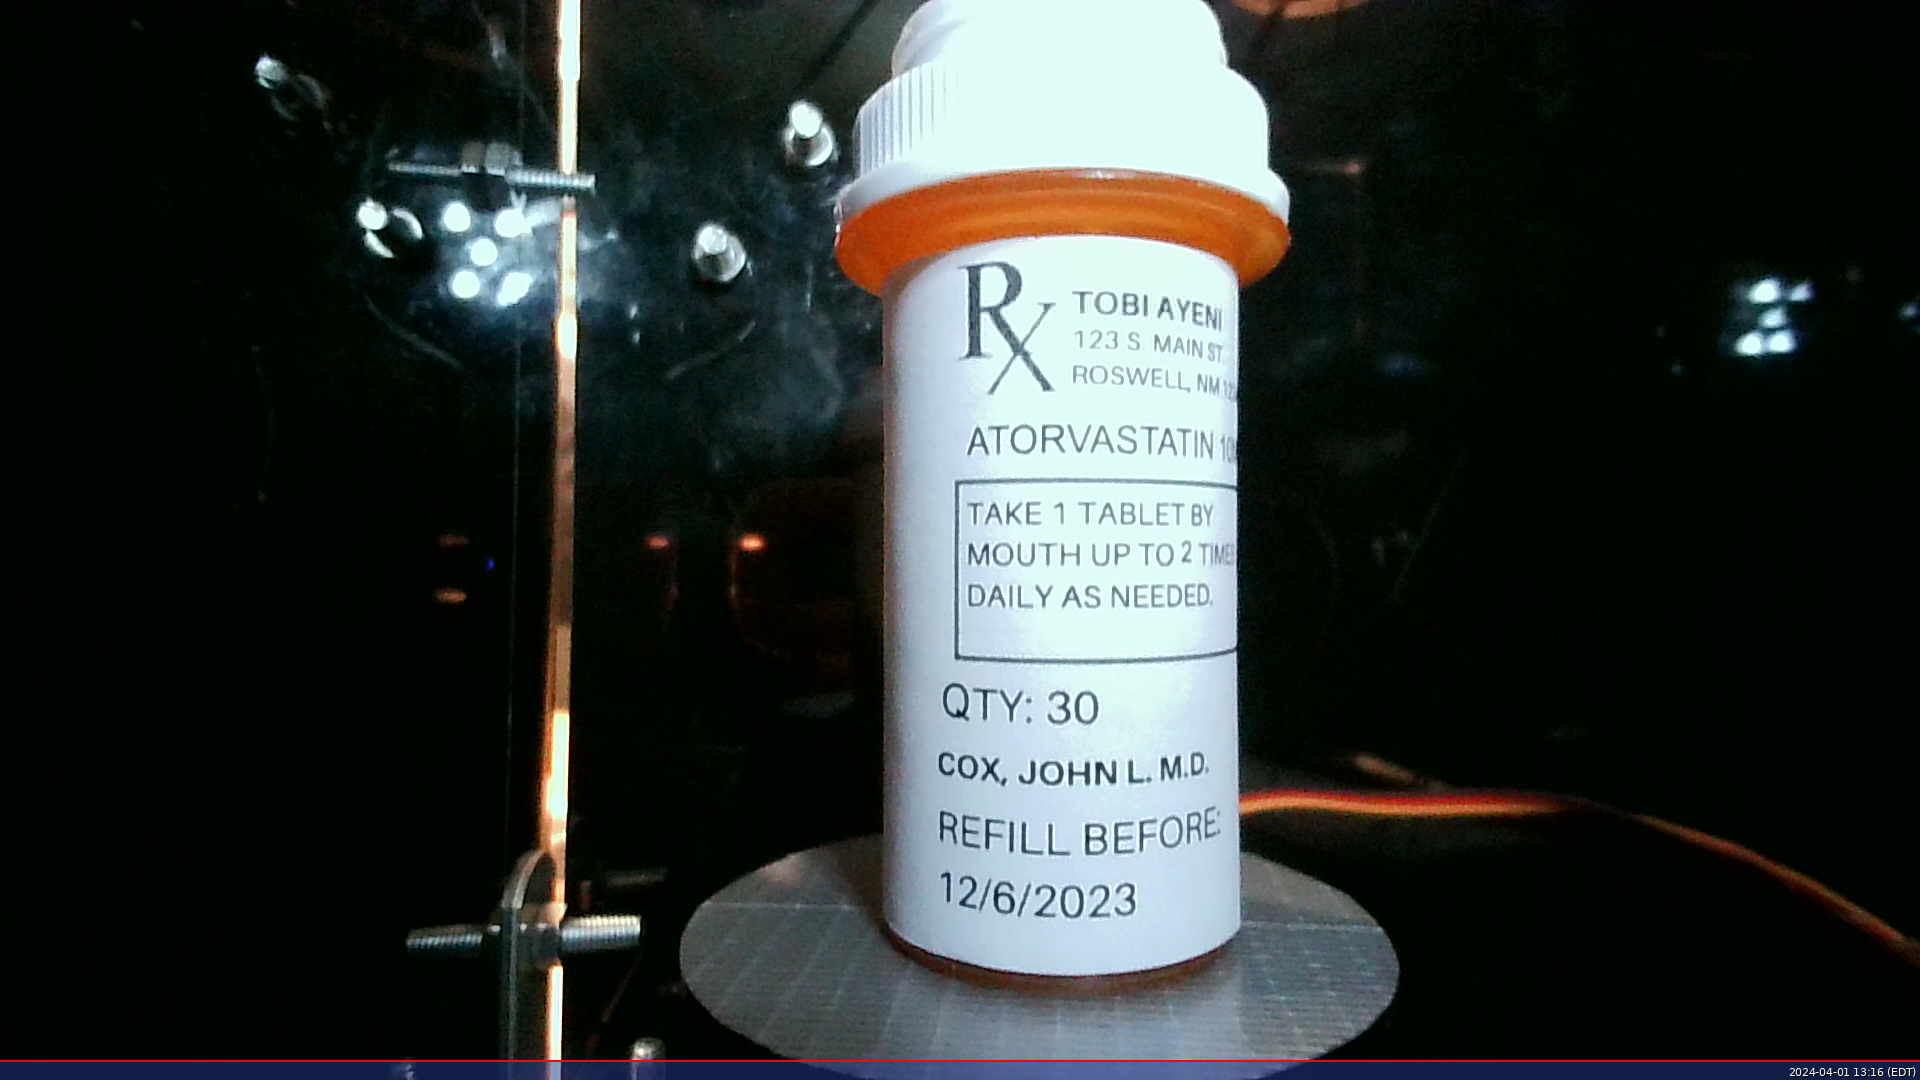 Rx
TOBI AYENI
123 S. MAIN ST.
ROSWELL, NM
ATORVASTATIN
TAKE 1 TABLET BY
MOUTH UP TO 2 TIMES
DAILY AS NEEDED.
QTY: 30
COX, JOHN L. M.D.
REFILL BEFORE:
12/6/2023
2024-04-01 13:16 (EDT)